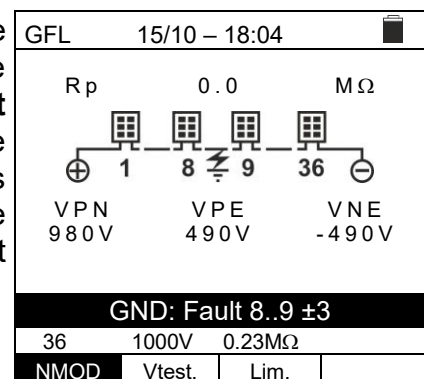 e
e
t
e
s
e
t
GFL 15/10 – 18:04
Rp 0.0 MΩ
1 8 9 36
VPN VPE VNE
980V 490V -490V
GND: Fault 8..9 ±3
36 1000V 0.23MΩ
NMOD Vtest. Lim.